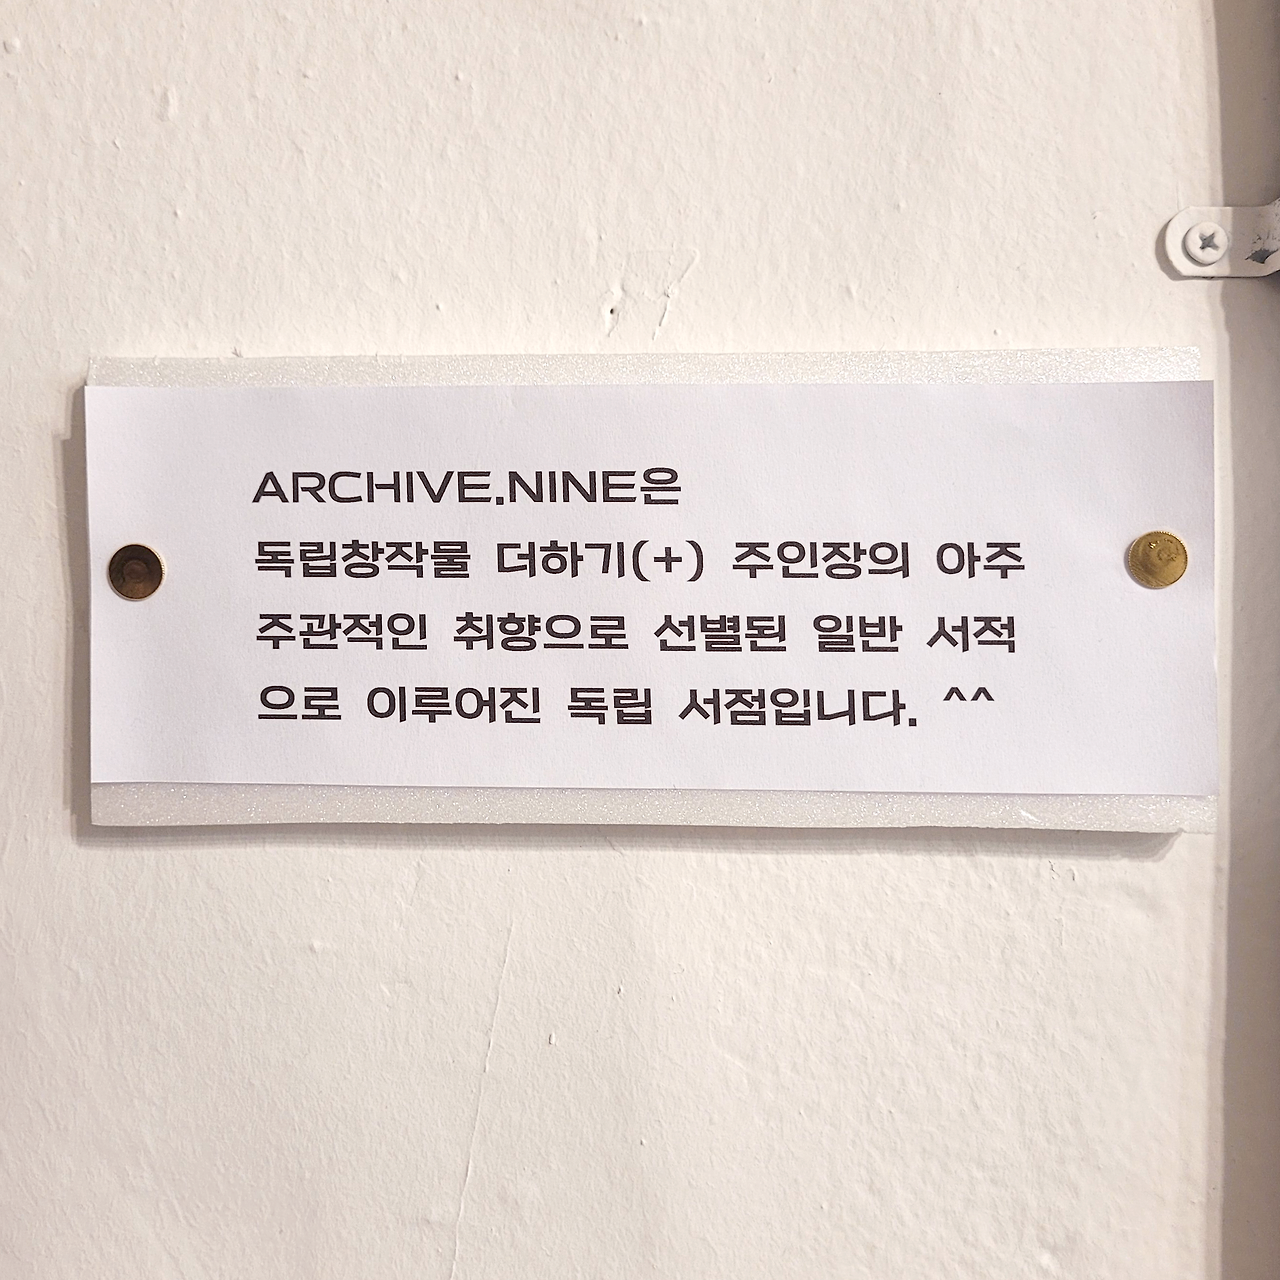 ARCHIVE.NINE은
독립창작물 더하기(+) 주인장의 아주
주관적인 취향으로 선별된 일반 서적
으로 이루어진 독립 서점입니다. ^^